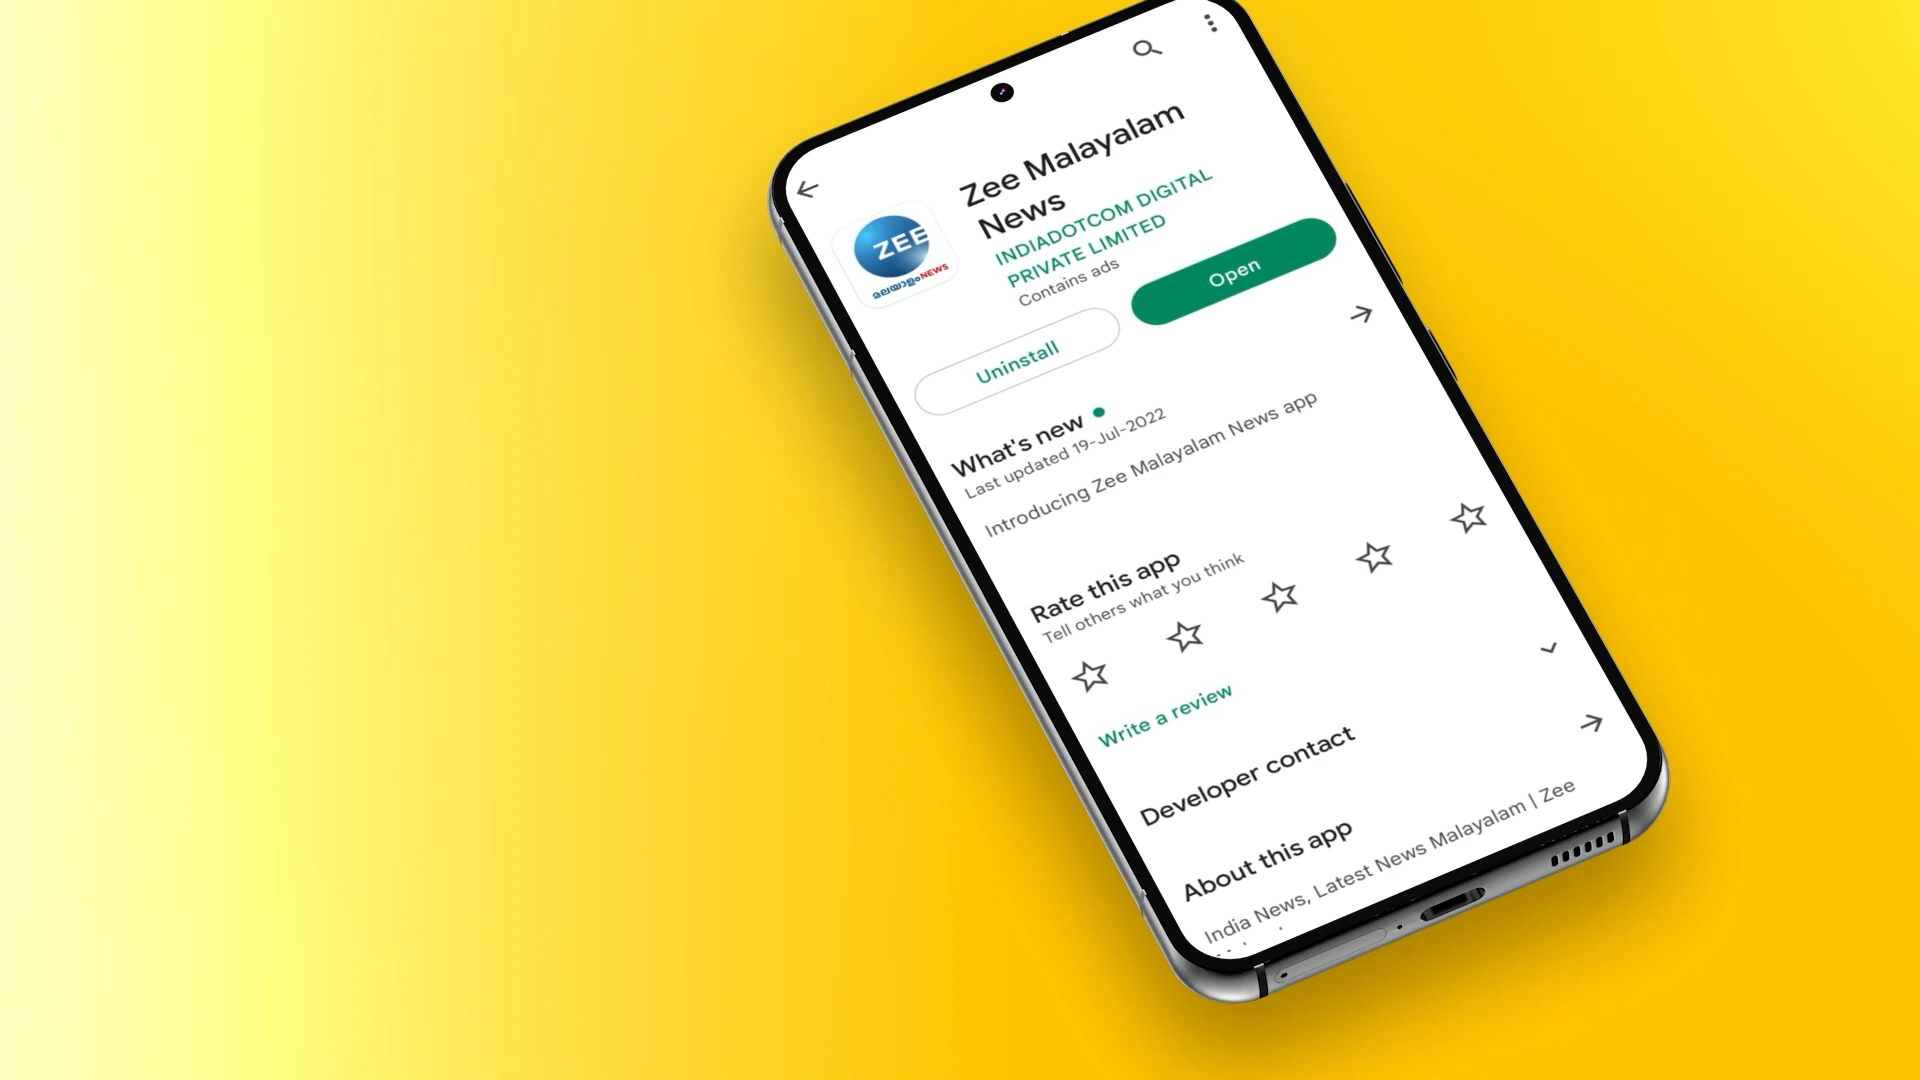 Zee Malayalam
News
INDIADOTCOM DIGITAL
PRIVATE LIMITED
Contains ads
ZEE
മലയാളം NEWS
Uninstall
Open
What's new
Last updated 19-Jul-2022
Introducing Zee Malayalam News app
Rate this app
Tell others what you think
Write a review
Developer contact
About this app
India News, Latest News Malayalam | Zee